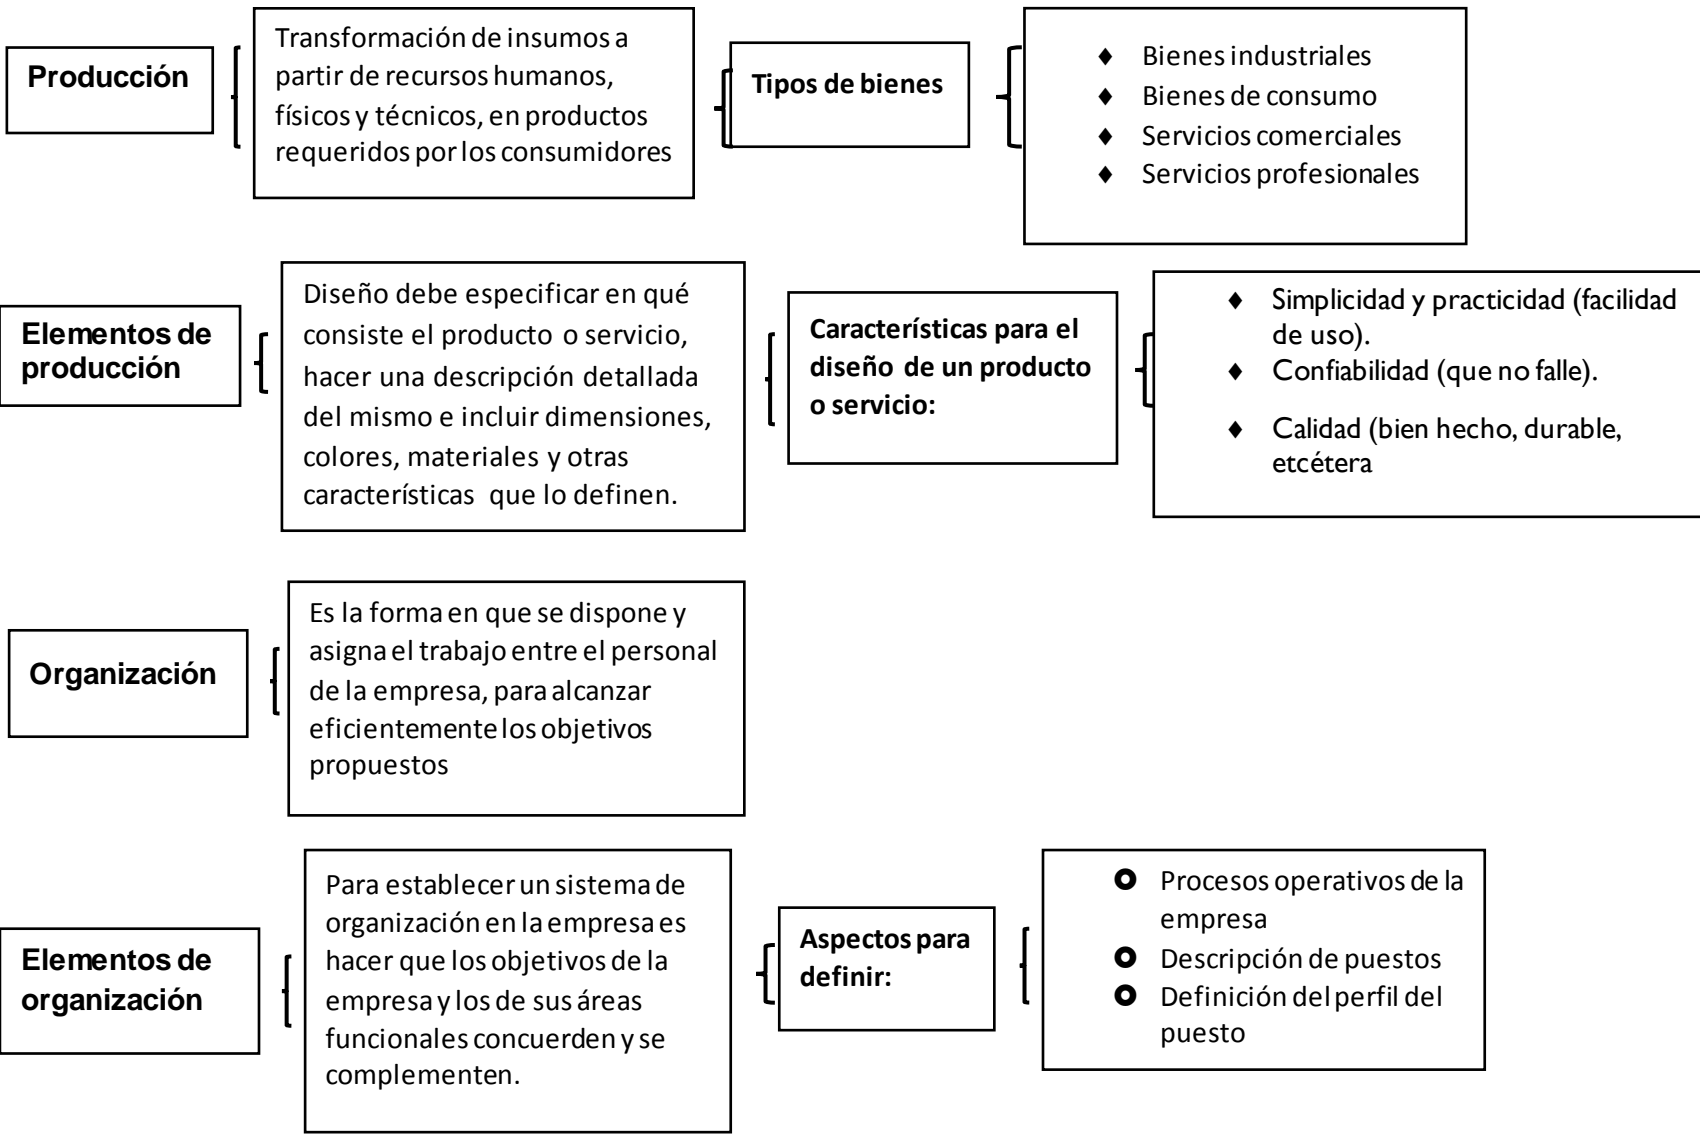 Producción
Transformación de insumos a
partir de recursos humanos,
físicos y técnicos, en productos
requeridos por los consumidores
Tipos de bienes
♦ Bienes industriales
♦ Bienes de consumo
♦ Servicios comerciales
♦ Servicios profesionales
Elementos de
producción
Diseño debe especificar en qué
consiste el producto o servicio,
hacer una descripción detallada
del mismo e incluir dimensiones,
colores, materiales y otras
características que lo definen.
Características para el
diseño de un producto
o servicio:
♦ Simplicidad y practicidad (facilidad
de uso).
♦ Confiabilidad (que no falle).
♦ Calidad (bien hecho, durable,
etcétera
Organización
Es la forma en que se dispone y
asigna el trabajo entre el personal
de la empresa, para alcanzar
eficientemente los objetivos
propuestos
Elementos de
organización
Para establecer un sistema de
organización en la empresa es
hacer que los objetivos de la
empresa y los de sus áreas
funcionales concuerden y se
complementen.
Aspectos para
definir:
Procesos operativos de la
empresa
Descripción de puestos
Definición del perfil del
puesto